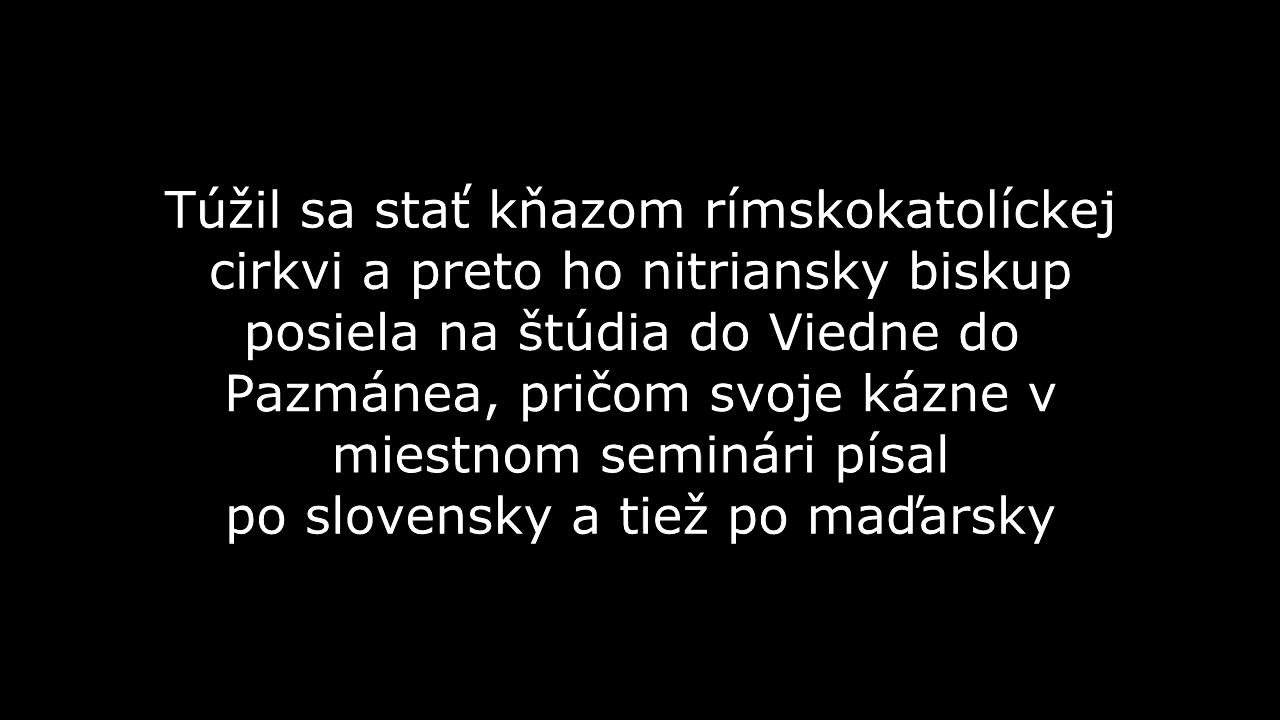 Túžil sa stať kňazom rímskokatolíckej
cirkvi a preto ho nitriansky biskup
posiela na štúdia do Viedne do
Pazmánea, pričom svoje kázne v
miestnom seminári písal
po slovensky a tiež po maďarsky